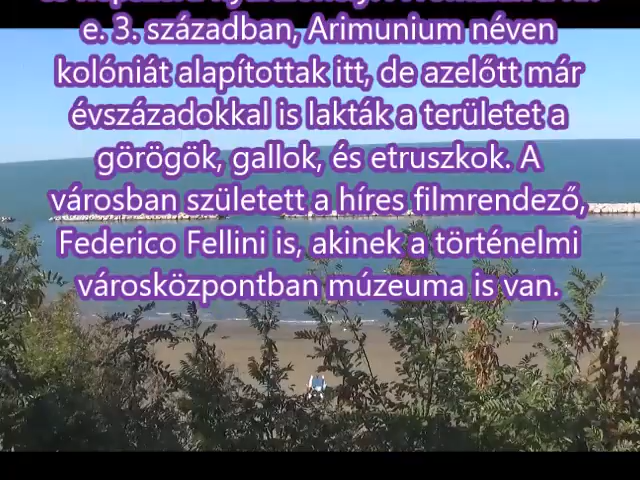 e. 3. században, Arimunium néven
kolóniát alapítottak itt, de azelőtt már
évszázadokkal is lakták a területet a
görögök, gallok, és etruszkok. A
városban született a híres filmrendező,
Federico Fellini is, akinek a történelmi
városközpontban múzeuma is van.